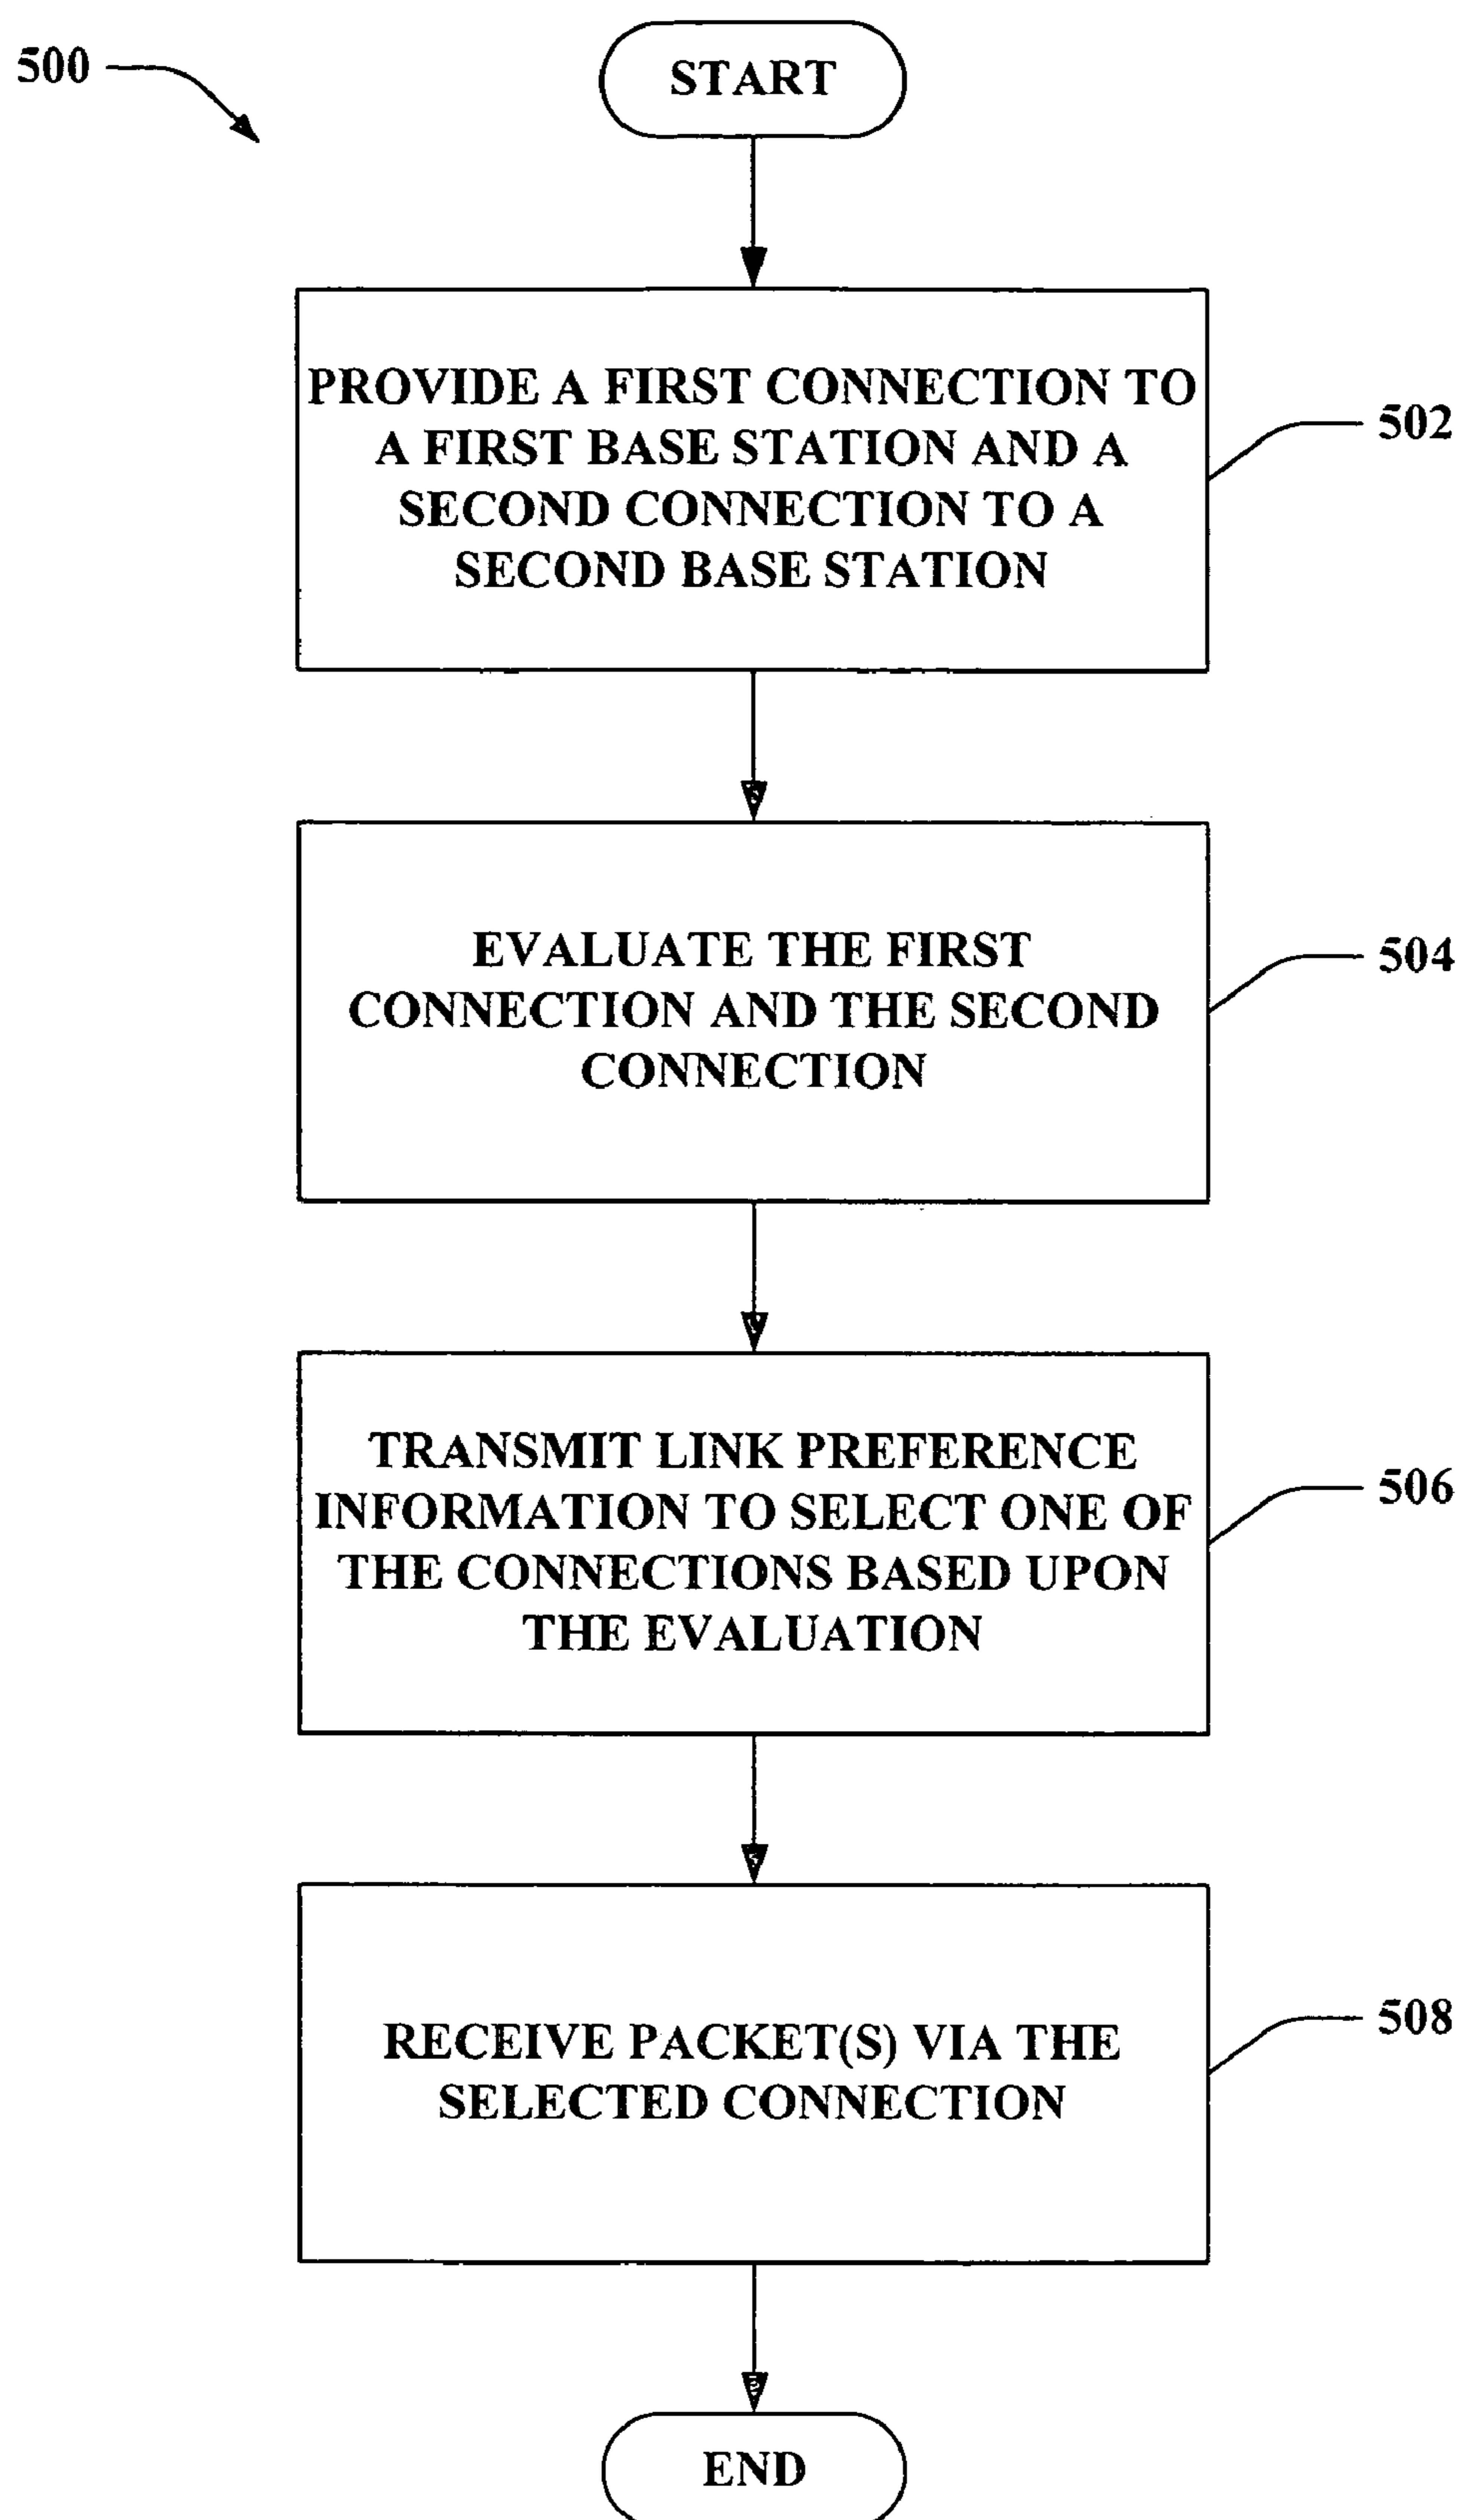 500
START
PROVIDE A FIRST CONNECTION TO
A FIRST BASE STATION AND A
SECOND CONNECTION TO A
SECOND BASE STATION
502
EVALUATE THE FIRST
CONNECTION AND THE SECOND
CONNECTION
504
TRANSMIT LINK PREFERENCE
INFORMATION TO SELECT ONE OF
THE CONNECTIONS BASED UPON
THE EVALUATION
506
RECEIVE PACKET(S) VIA THE
SELECTED CONNECTION
508
END